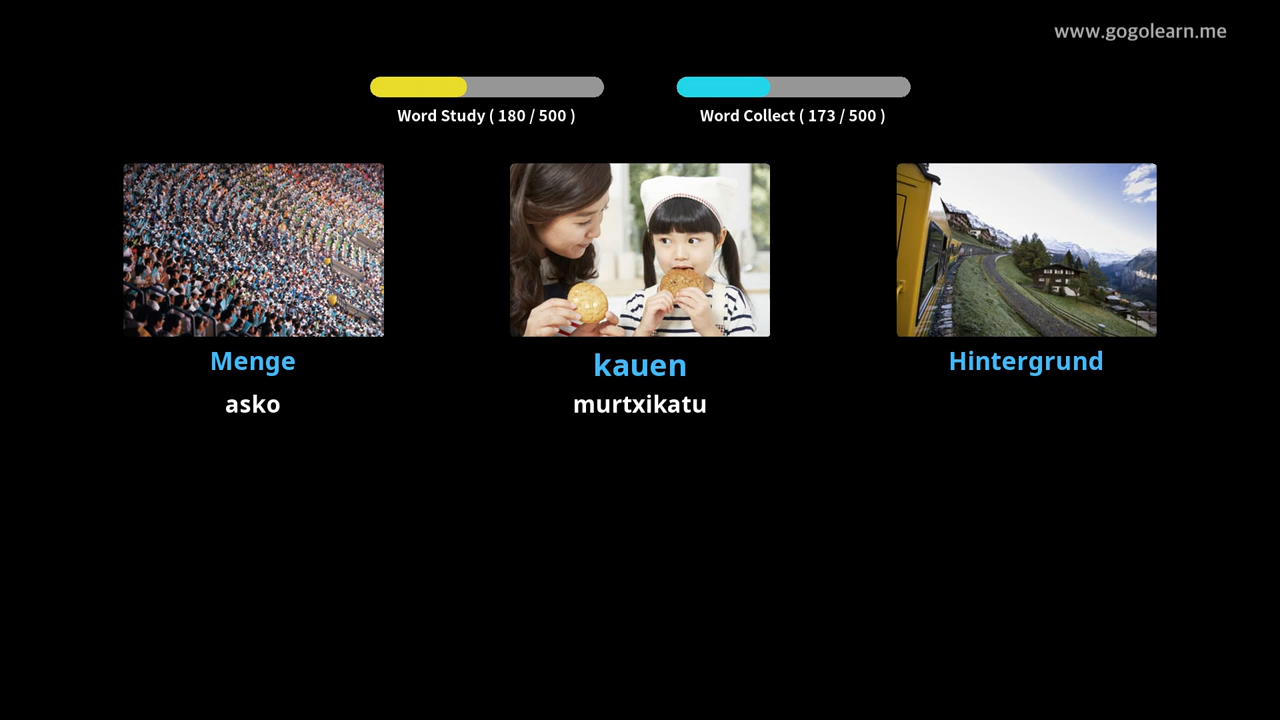 www.gogolearn.me
Word Study ( 180 / 500 )
Word Collect ( 173 / 500 )
Menge
kauen
Hintergrund
asko
murtxikatu